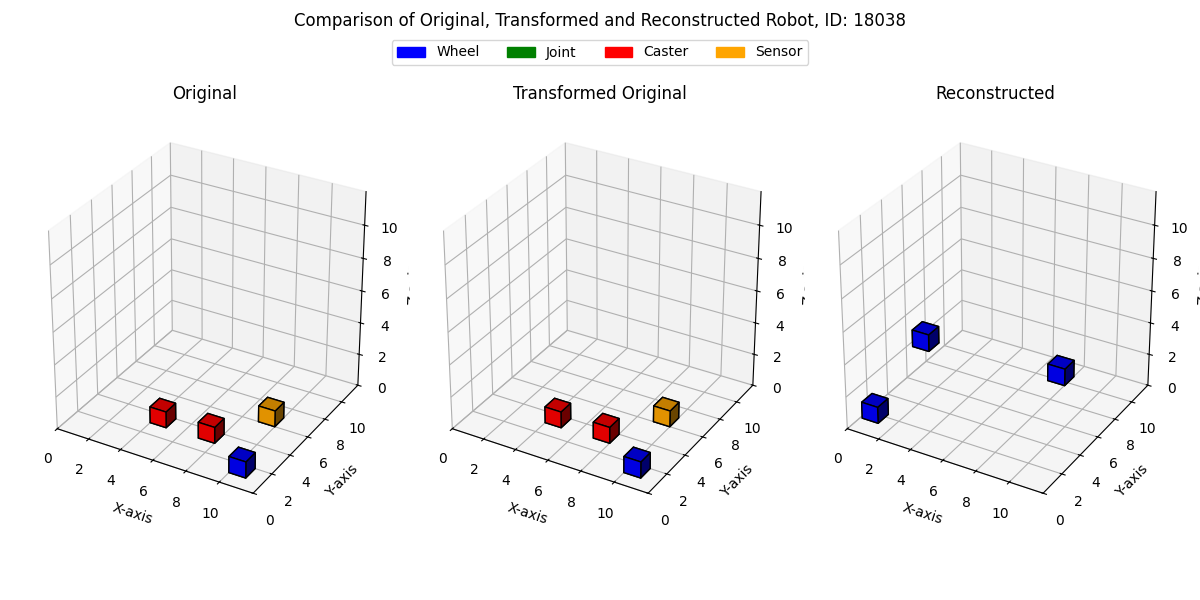 Comparison of Original, Transformed and Reconstructed Robot, ID: 18038
Wheel Joint Caster Sensor
Original Transformed Original Reconstructed
10 10 10
8 8 8
6 6 6
4 4 4
2 2 2
0 0 0
0 2 4 6 8 10 0 2 4 6 8 10 0 2 4 6 8 10
0 2 4 6 8 10 0 2 4 6 8 10 0 2 4 6 8 10
X-axis Y-axis X-axis Y-axis X-axis Y-axis